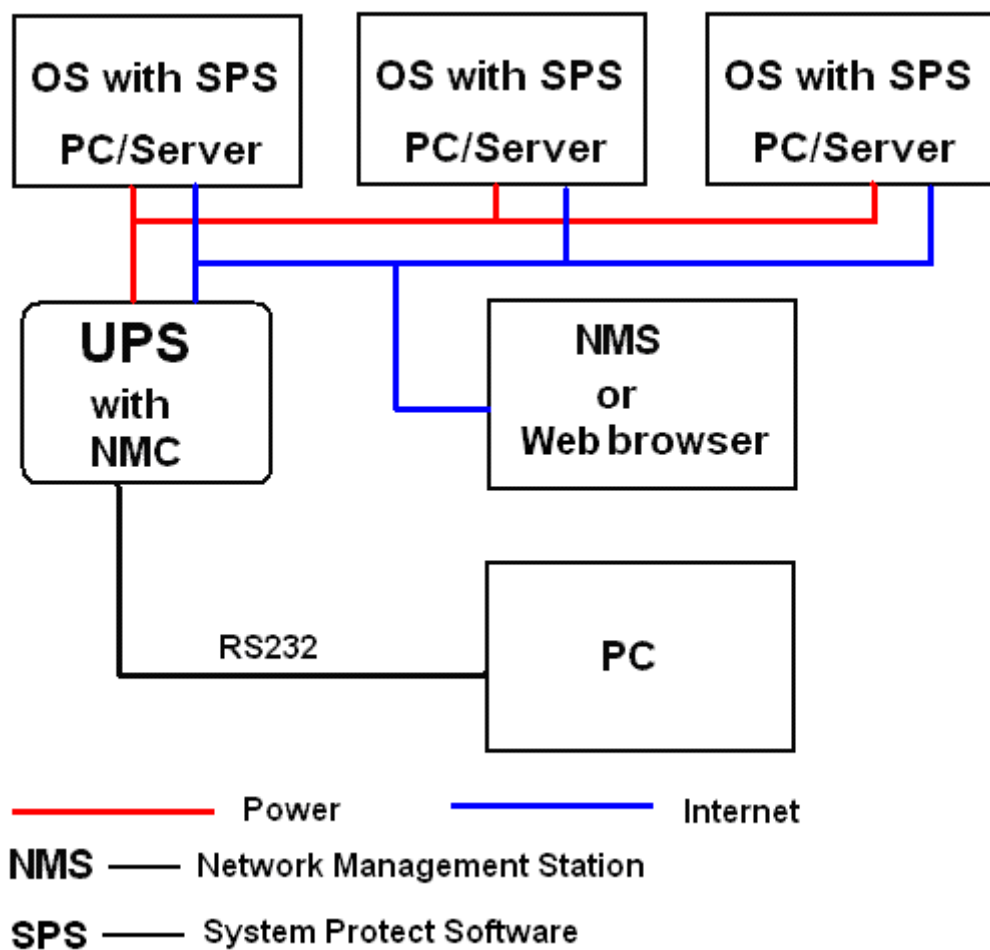 OS with SPS
PC/Server
OS with SPS
PC/Server
OS with SPS
PC/Server
UPS
with
NMC
NMS
or
Web browser
RS232
PC
Power
Internet
NMS — Network Management Station
SPS — System Protect Software